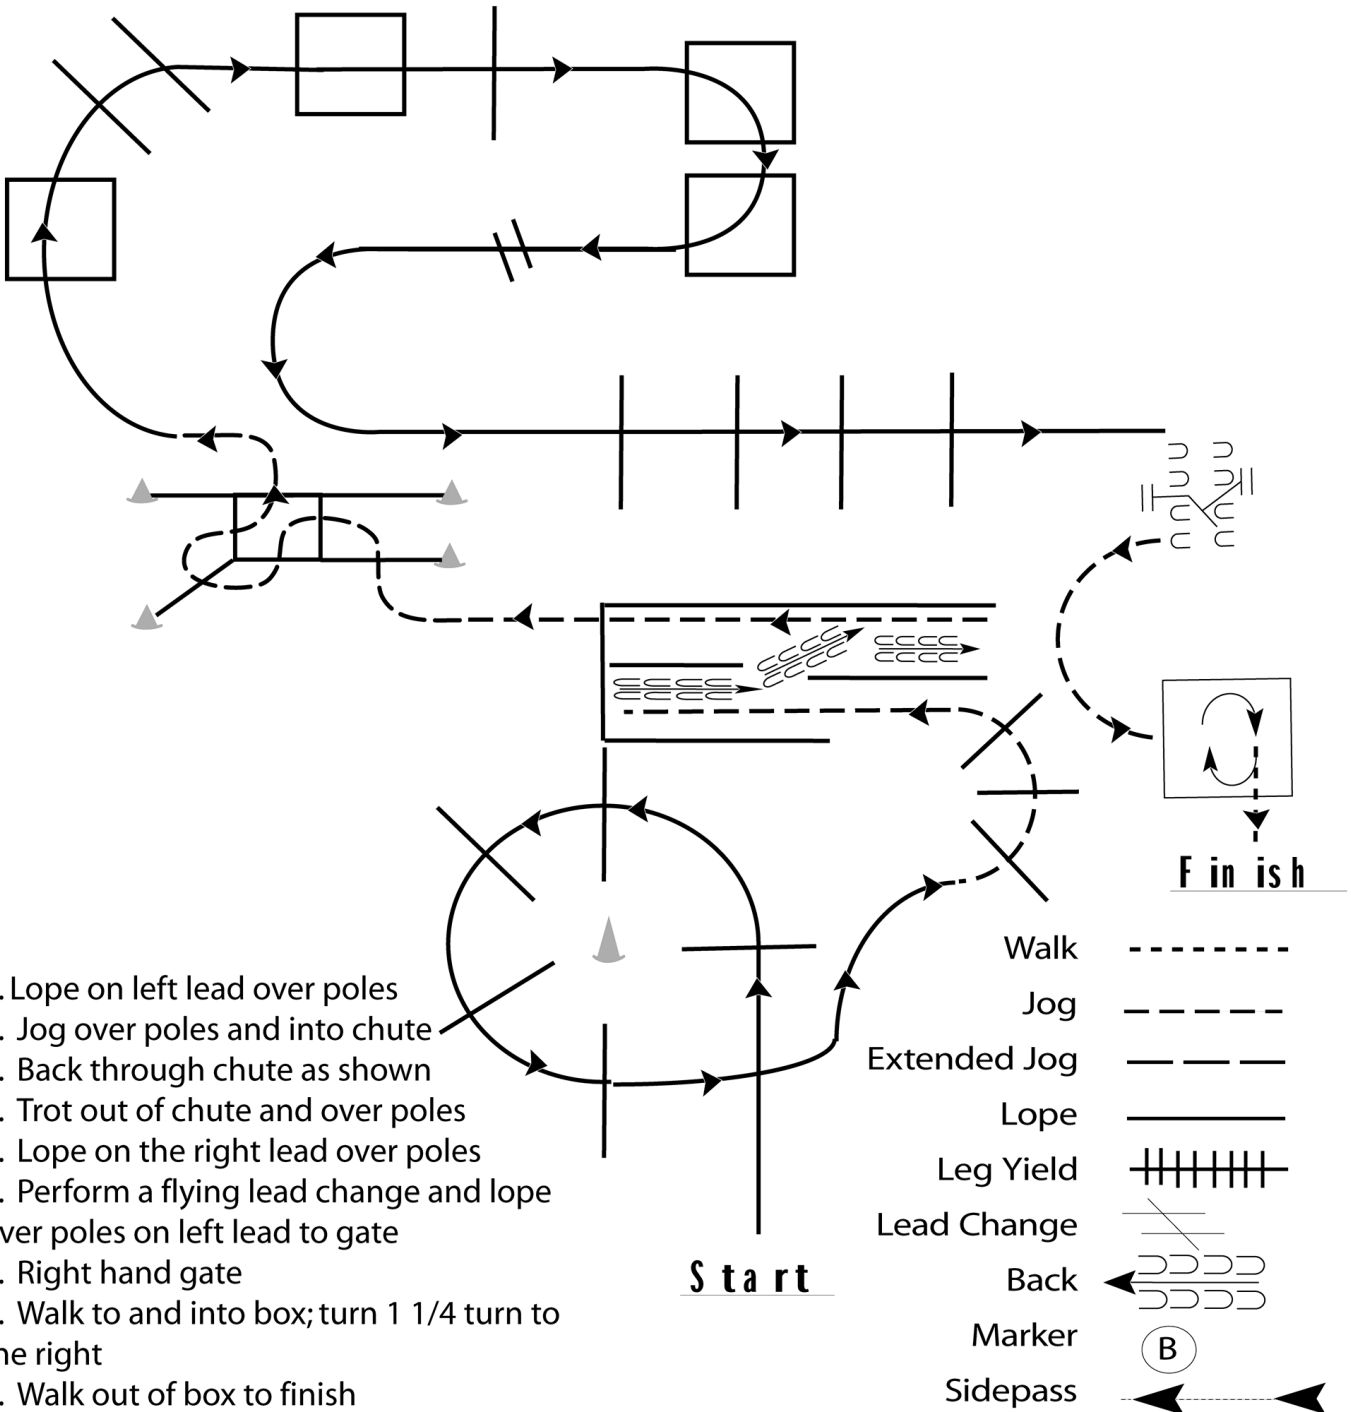 Finish
. Lope on left lead over poles
. Jog over poles and into chute
. Back through chute as shown
. Trot out of chute and over poles
. Lope on the right lead over poles
. Perform a flying lead change and lope
ver poles on left lead to gate
. Right hand gate
. Walk to and into box; turn 1 1/4 turn to
he right
. Walk out of box to finish
Start
Walk
Jog
Extended Jog
Lope
Leg Yield
Lead Change
Back
Marker
B
Sidepass